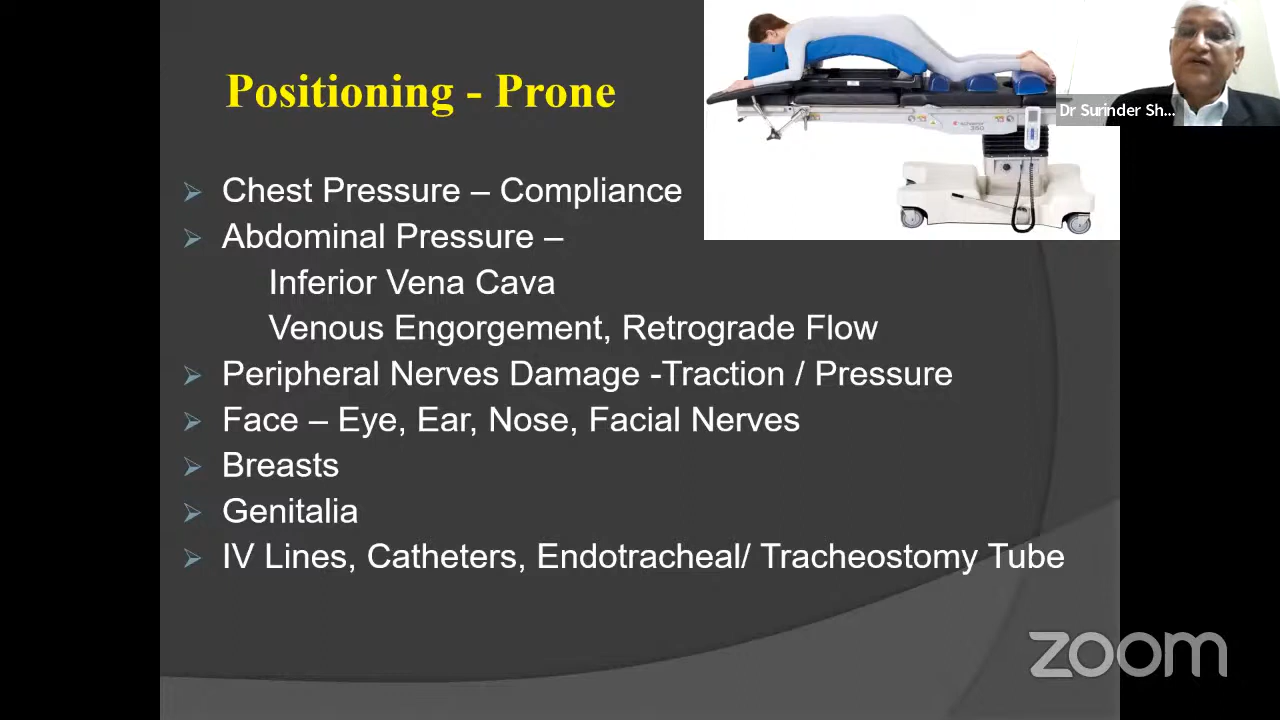 Positioning - Prone
Dr Surinder Sh...
Chest Pressure – Compliance
Abdominal Pressure –
Inferior Vena Cava
Venous Engorgement, Retrograde Flow
Peripheral Nerves Damage -Traction / Pressure
Face – Eye, Ear, Nose, Facial Nerves
Breasts
Genitalia
IV Lines, Catheters, Endotracheal/ Tracheostomy Tube
zoom